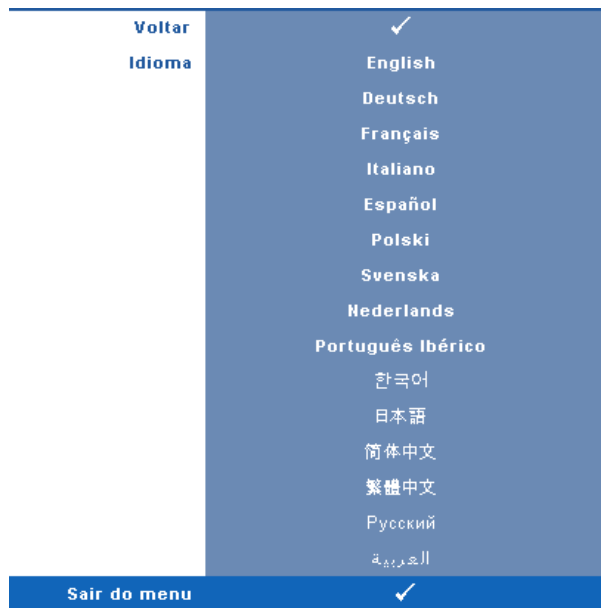 Voltar ✓
Idioma English
Deutsch
Français
Italiano
Español
Polski
Svenska
Nederlands
Português Ibérico
한국어
日本語
简体中文
繁體中文
Русский
العربية
Sair do menu ✓